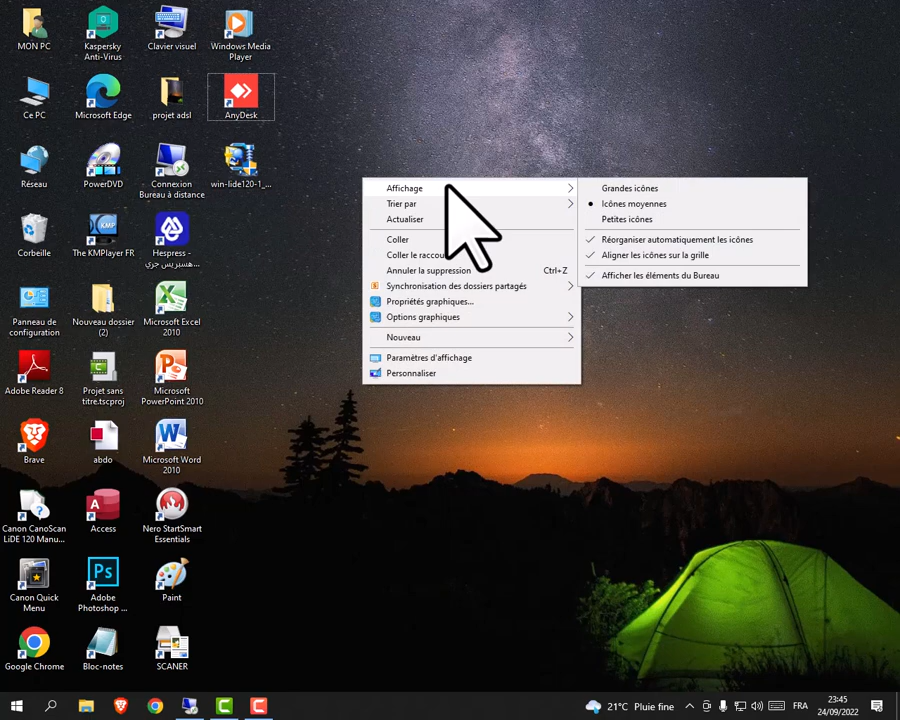 MON PC
Kaspersky
Anti-Virus
Clavier visuel
Windows Media
Player
Ce PC
Microsoft Edge
projet adsl
AnyDesk
Réseau
PowerDVD
Connexion
Bureau à distance
win-lide120-1_...
Corbeille
The KMPlayer FR
Hespress -
هسبريس جري...
Panneau de
configuration
Nouveau dossier
(2)
Microsoft Excel
2010
Adobe Reader 8
Projet sans
titre.tscproj
Microsoft
PowerPoint 2010
Brave
abdo
Microsoft Word
2010
Canon CanoScan
LiDE 120 Manu...
Access
Nero StartSmart
Essentials
Canon Quick
Menu
Adobe
Photoshop ...
Paint
Google Chrome
Bloc-notes
SCANER
Affichage
Trier par
Actualiser
Coller
Coller le raccou
Annuler la suppression Ctrl+Z
Synchronisation des dossiers partagés
Propriétés graphiques...
Options graphiques
Nouveau
Paramètres d'affichage
Personnaliser
Grandes icônes
Icônes moyennes
Petites icônes
Réorganiser automatiquement les icônes
Aligner les icônes sur la grille
Afficher les éléments du Bureau
21°C Pluie fine
FRA
23:45
24/09/2022